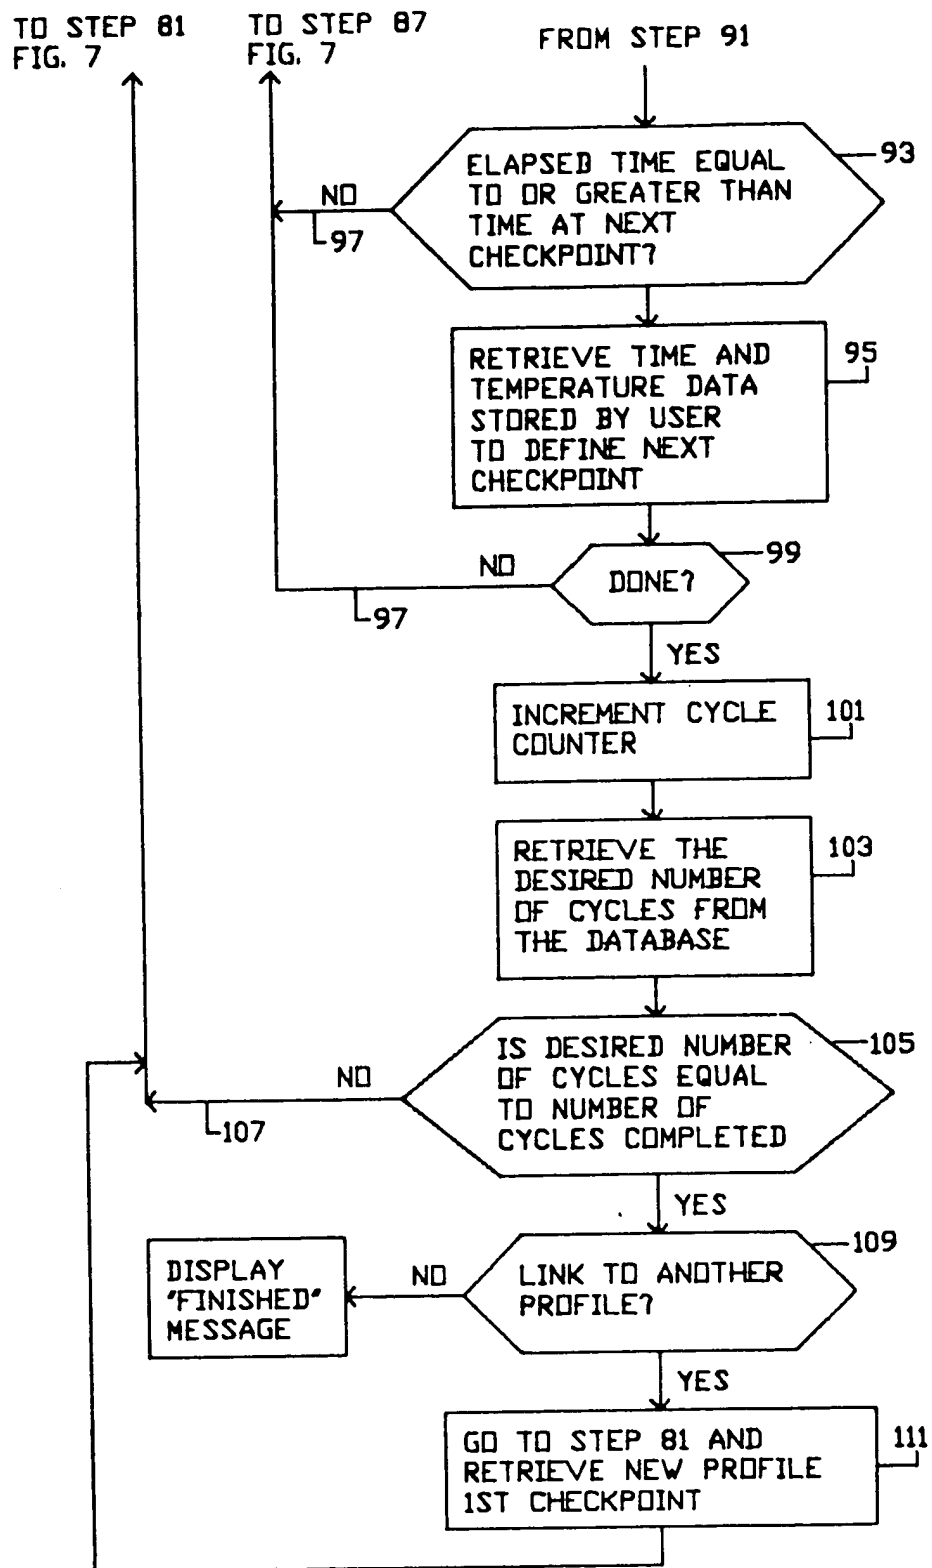 TO STEP 81
FIG. 7
TO STEP 87
FIG. 7
FROM STEP 91
ELAPSED TIME EQUAL
TO OR GREATER THAN
TIME AT NEXT
CHECKPOINT?
93
NO
97
RETRIEVE TIME AND
TEMPERATURE DATA
STORED BY USER
TO DEFINE NEXT
CHECKPOINT
95
DONE?
99
NO
97
YES
INCREMENT CYCLE
COUNTER
101
RETRIEVE THE
DESIRED NUMBER
OF CYCLES FROM
THE DATABASE
103
IS DESIRED NUMBER
OF CYCLES EQUAL
TO NUMBER OF
CYCLES COMPLETED
105
NO
107
YES
LINK TO ANOTHER
PROFILE?
109
NO
DISPLAY
"FINISHED"
MESSAGE
YES
GO TO STEP 81 AND
RETRIEVE NEW PROFILE
1ST CHECKPOINT
111